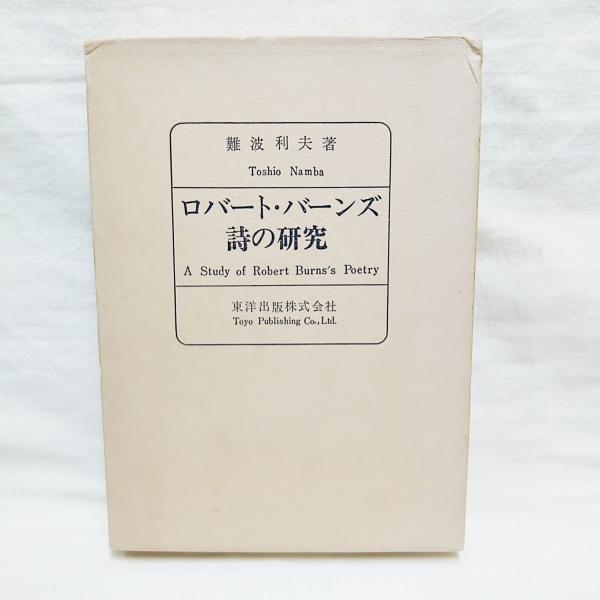 難波利夫著
Toshio Namba
ロバート・バーンズ
詩の研究
A Study of Robert Burns's Poetry
東洋出版株式会社
Toyo Publishing Co., Ltd.